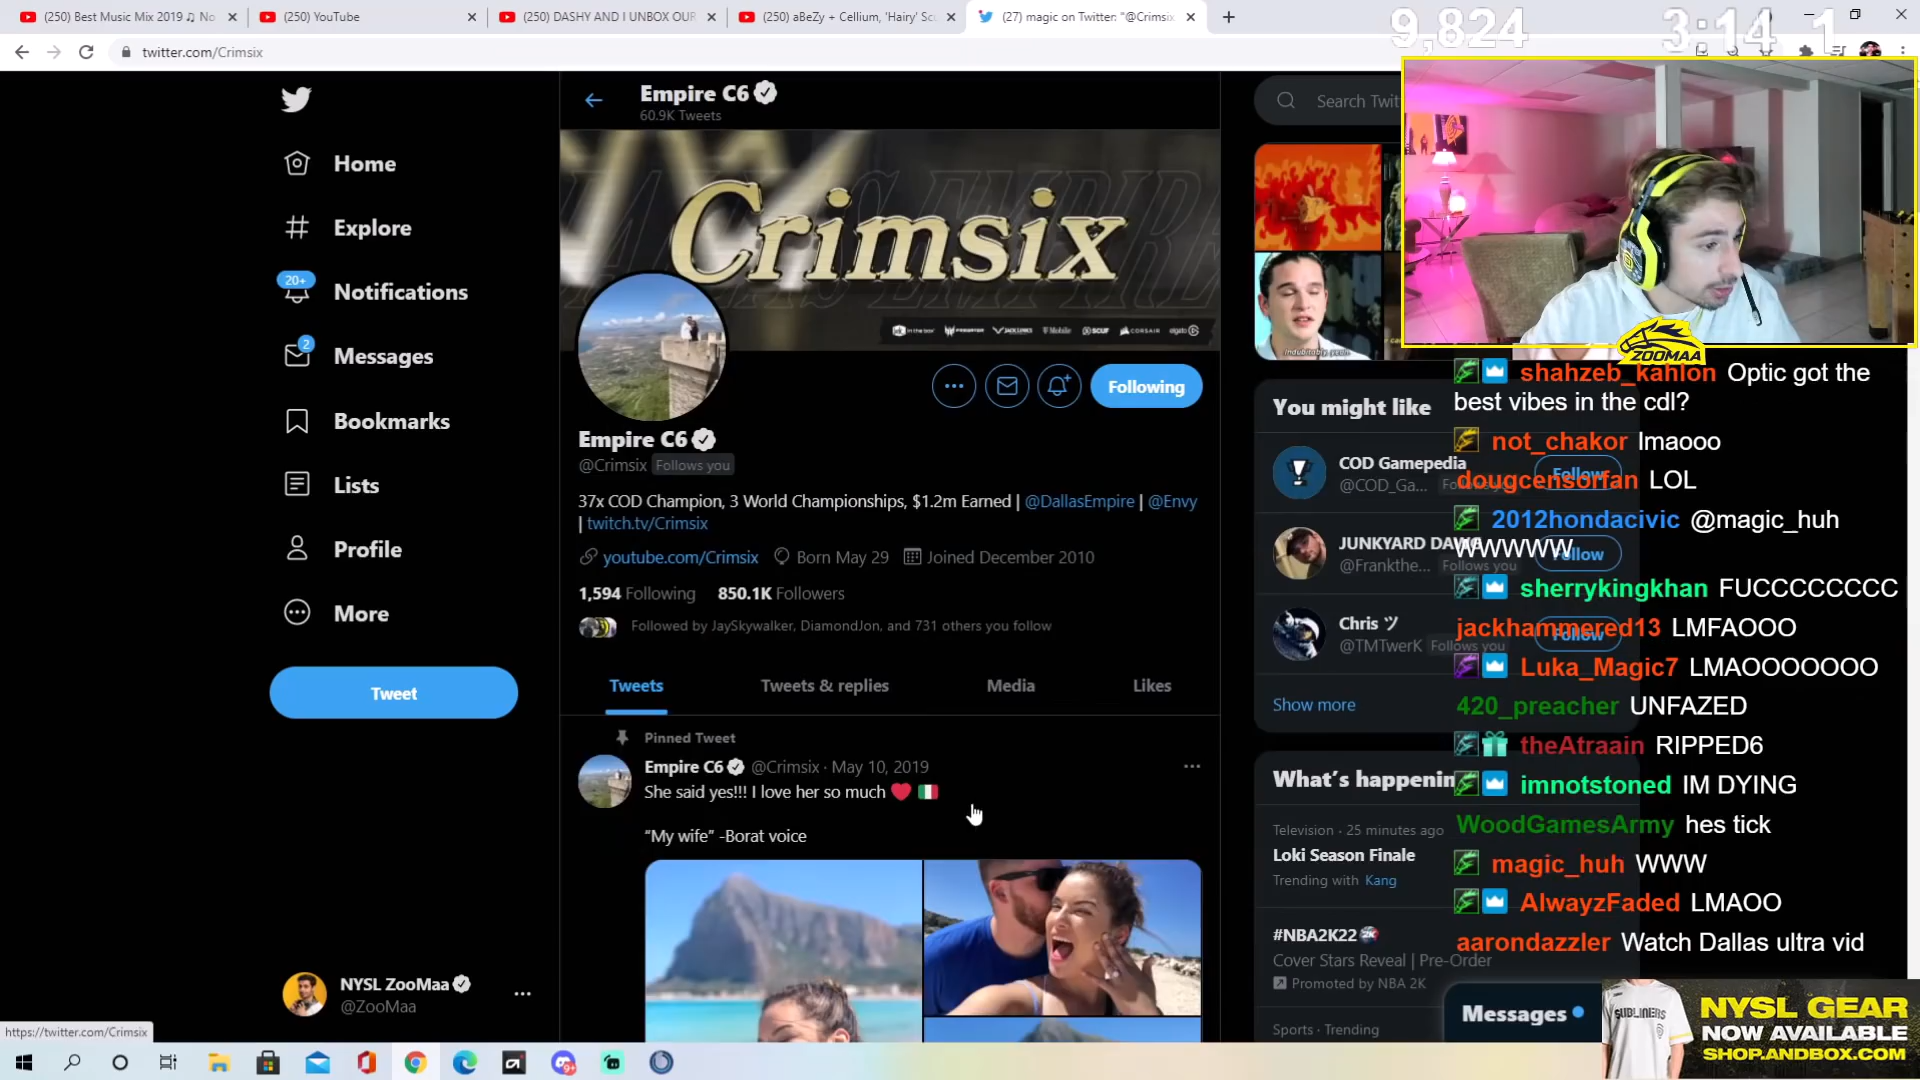 (250) Best Music Mix 2019 ♫ No
(250) YouTube
(250) DASHY AND I UNBOX OUR
(250) aBeZy + Cellium, 'Hairy' Sc
(27) magic on Twitter: "@Crimsix
9,824
3:14
1
twitter.com/Crimsix
Home
Explore
20+
Notifications
2
Messages
Bookmarks
Lists
Profile
More
Tweet
NYSL ZooMaa
@ZooMaa
https://twitter.com/Crimsix
Empire C6
60.9K Tweets
Crimsix
SCUF
CORSAIR
elgato
Following
Empire C6
@Crimsix Follows you
37x COD Champion, 3 World Championships, $1.2m Earned | @DallasEmpire | @Envy
| twitch.tv/Crimsix
youtube.com/Crimsix Born May 29 Joined December 2010
1,594 Following 850.1K Followers
Followed by JaySkywalker, DiamondJon, and 731 others you follow
Tweets
Tweets & replies
Media
Likes
Pinned Tweet
Empire C6 @Crimsix · May 10, 2019
She said yes!!! I love her so much ❤️ 🇮🇹
“My wife” -Borat voice
Search Twit
indubitably, yeah.
You might like
COD Gamepedia
@COD_Ga...
Follow
JUNKYARD DAWG
@Frankthe... Follows you
Follow
Chris ツ
@TMTwerK Follows you
Follow
Show more
What's happenin
Television · 25 minutes ago
Loki Season Finale
Trending with Kang
#NBA2K22
Cover Stars Reveal | Pre-Order
Promoted by NBA 2K
Sports · Trending
Messages
ZOOMAA
shahzeb_kahlon Optic got the
best vibes in the cdl?
not_chakor lmaooo
dougcensorfan LOL
2012hondacivic @magic_huh
WWWWW
sherrykingkhan FUCCCCCCCC
jackhammered13 LMFAOOO
Luka_Magic7 LMAOOOOOOO
420_preacher UNFAZED
theAtraain RIPPED6
imnotstoned IM DYING
WoodGamesArmy hes tick
magic_huh WWW
AlwayzFaded LMAOO
aarondazzler Watch Dallas ultra vid
SUBLINERS
NYSL GEAR
NOW AVAILABLE
SHOP.ANDBOX.COM